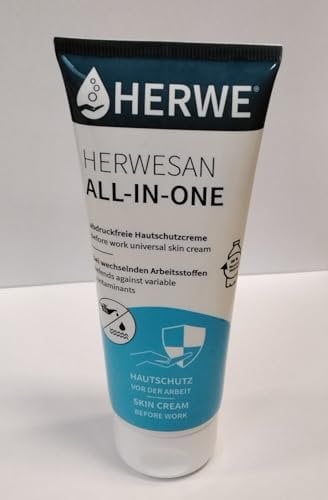 HERWE®
HERWESAN
ALL-IN-ONE
abdruckfreie Hautschutzcreme
before work universal skin cream
bei wechselnden Arbeitsstoffen
defends against variable
contaminants
HAUTSCHUTZ
VOR DER ARBEIT
SKIN CREAM
BEFORE WORK